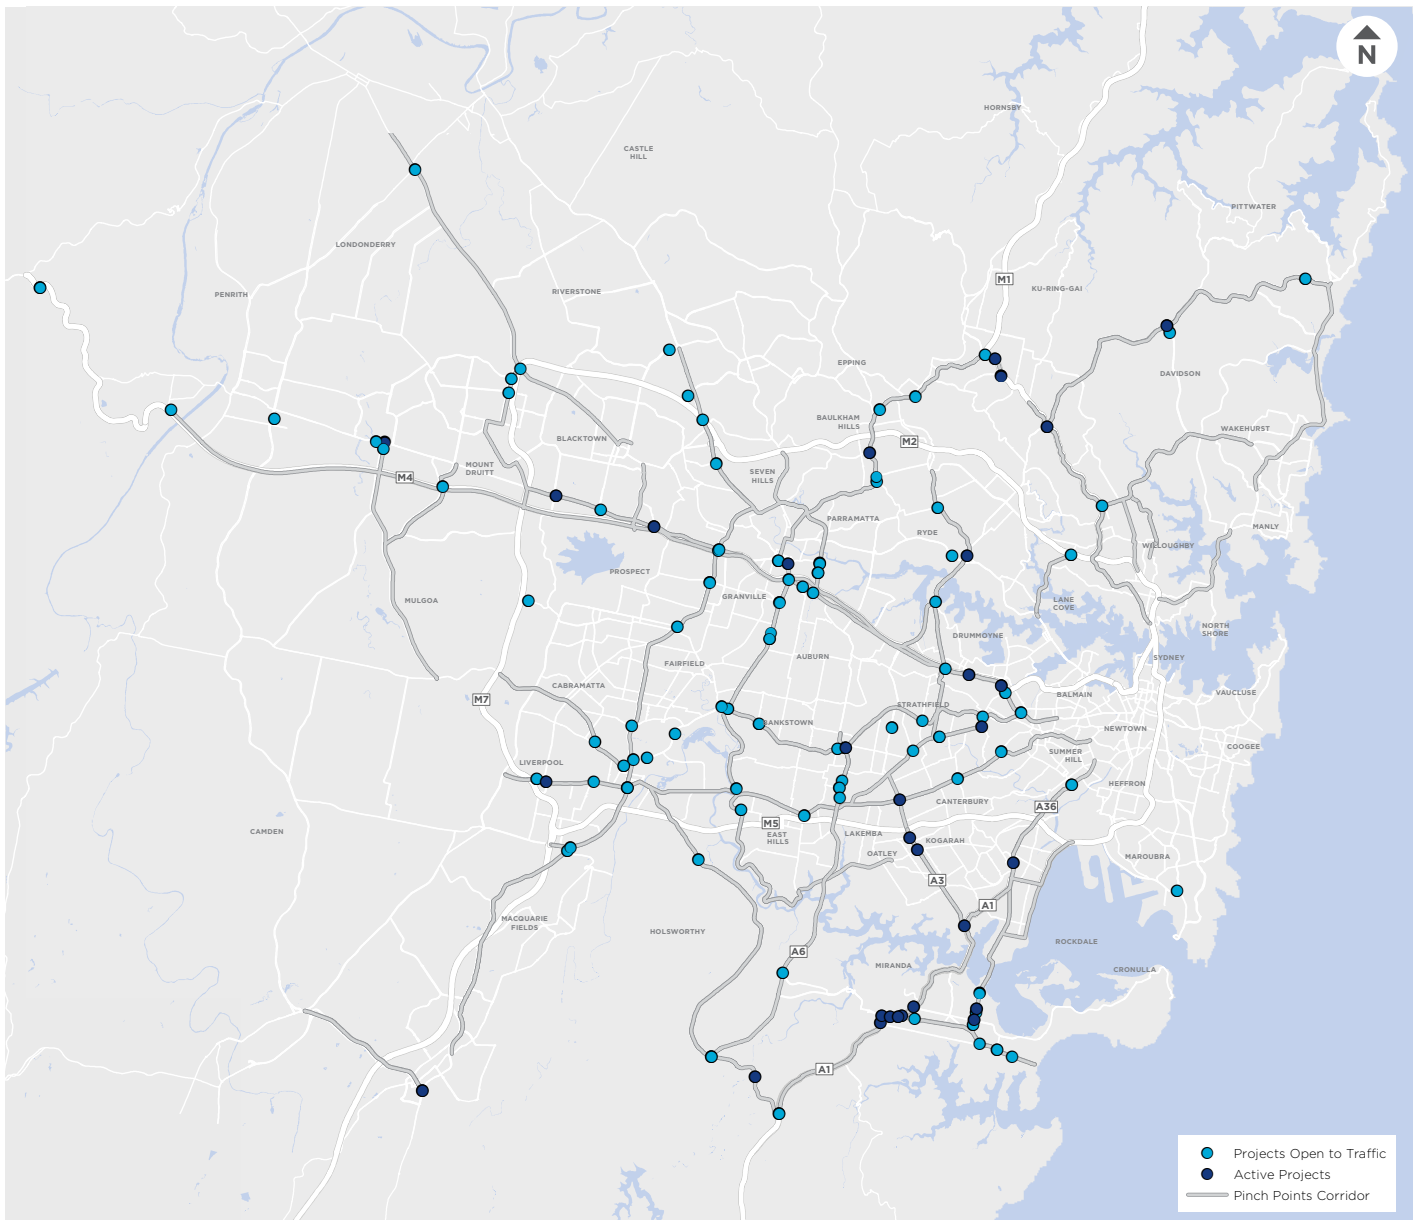 N
HORNSBY
CASTLE
HILL
PITTWATER
LONDONDERRY
M1
KU-RING-GAI
PENRITH
RIVERSTONE
EPPING
DAVIDSON
BAULKHAM
HILLS
WAKEHURST
BLACKTOWN
M2
MOUNT
DRUITT
M4
SEVEN
HILLS
PARRAMATTA
MANLY
RYDE
WILLOUGHBY
PROSPECT
MULGOA
GRANVILLE
LANE
COVE
NORTH
SHORE
DRUMMOYNE
AUBURN
SYDNEY
FAIRFIELD
CABRAMATTA
BALMAIN
VAUCLUSE
M7
STRATHFIELD
BANKSTOWN
NEWTOWN
COOGEE
SUMMER
HILL
LIVERPOOL
HEFFRON
CANTERBURY
A36
M5
CAMDEN
EAST
HILLS
LAKEMBA
KOGARAH
OATLEY
MAROUBRA
A3
A1
MACQUARIE
FIELDS
HOLSWORTHY
ROCKDALE
A6
MIRANDA
CRONULLA
A1
Projects Open to Traffic
Active Projects
Pinch Points Corridor